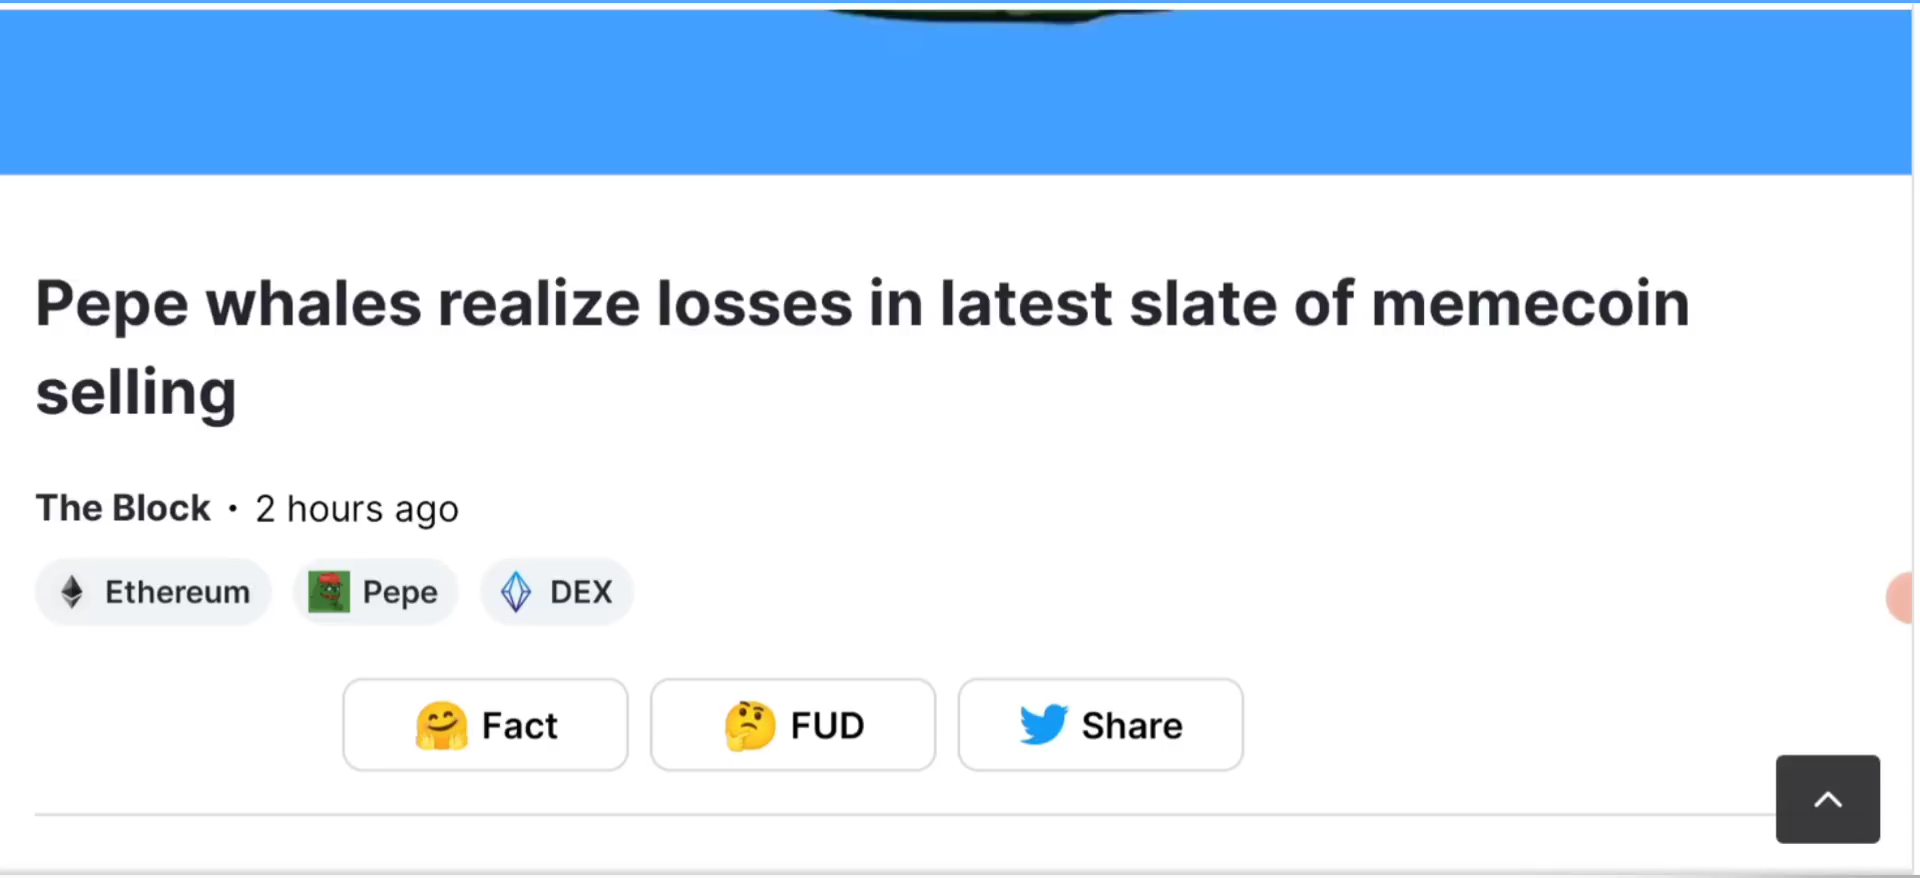 Pepe whales realize losses in latest slate of memecoin
selling
The Block · 2 hours ago
Ethereum Pepe DEX
Fact FUD Share